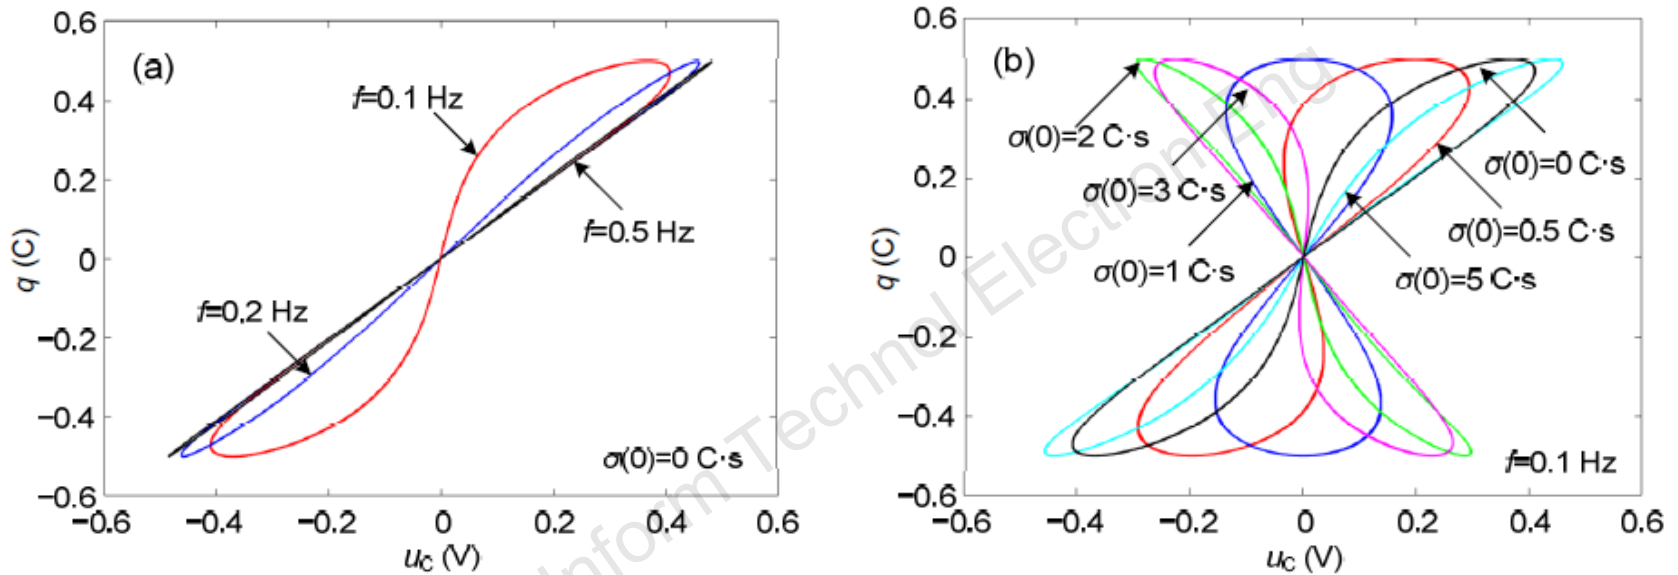 (a)
0.6
0.4
0.2
0
−0.2
−0.4
−0.6
q (C)
f=0.1 Hz
f=0.5 Hz
f=0.2 Hz
σ(0)=0 C·s
−0.6 −0.4 −0.2 0 0.2 0.4 0.6
uC (V)
(b)
0.6
0.4
0.2
0
−0.2
−0.4
−0.6
q (C)
σ(0)=2 C·s
σ(0)=3 C·s
σ(0)=1 C·s
σ(0)=0 C·s
σ(0)=0.5 C·s
σ(0)=5 C·s
f=0.1 Hz
−0.6 −0.4 −0.2 0 0.2 0.4 0.6
uC (V)
Inform Technol Electron Eng